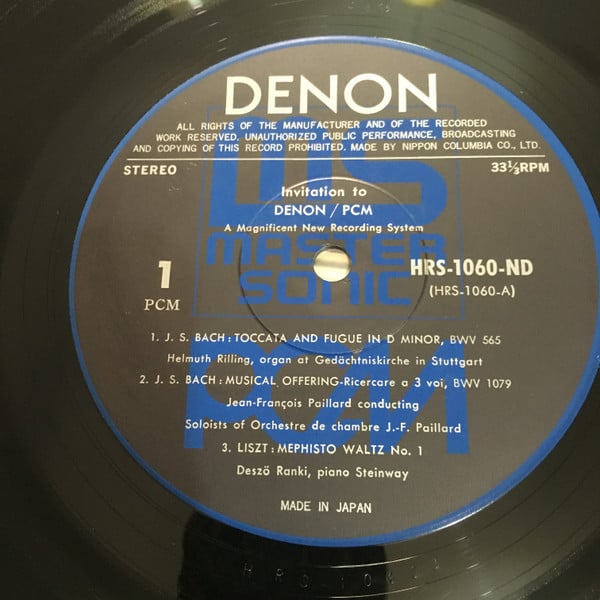 DENON
ALL RIGHTS OF THE MANUFACTURER AND OF THE RECORDED
WORK RESERVED. UNAUTHORIZED PUBLIC PERFORMANCE, BROADCASTING
AND COPYING OF THIS RECORD PROHIBITED. MADE BY NIPPON COLUMBIA CO., LTD.
STEREO 33⅓RPM
MS
Invitation to
DENON / PCM
A Magnificent New Recording System
MASTER
SONIC
1 HRS-1060-ND
PCM (HRS-1060-A)
PCM
1. J. S. BACH : TOCCATA AND FUGUE IN D MINOR, BWV 565
Helmuth Rilling, organ at Gedächtniskirche in Stuttgart
2. J. S. BACH : MUSICAL OFFERING-Ricercare a 3 voi, BWV 1079
Jean-François Paillard conducting
Soloists of Orchestre de chambre J.-F. Paillard
3. LISZT : MEPHISTO WALTZ No. 1
Deszö Ranki, piano Steinway
MADE IN JAPAN